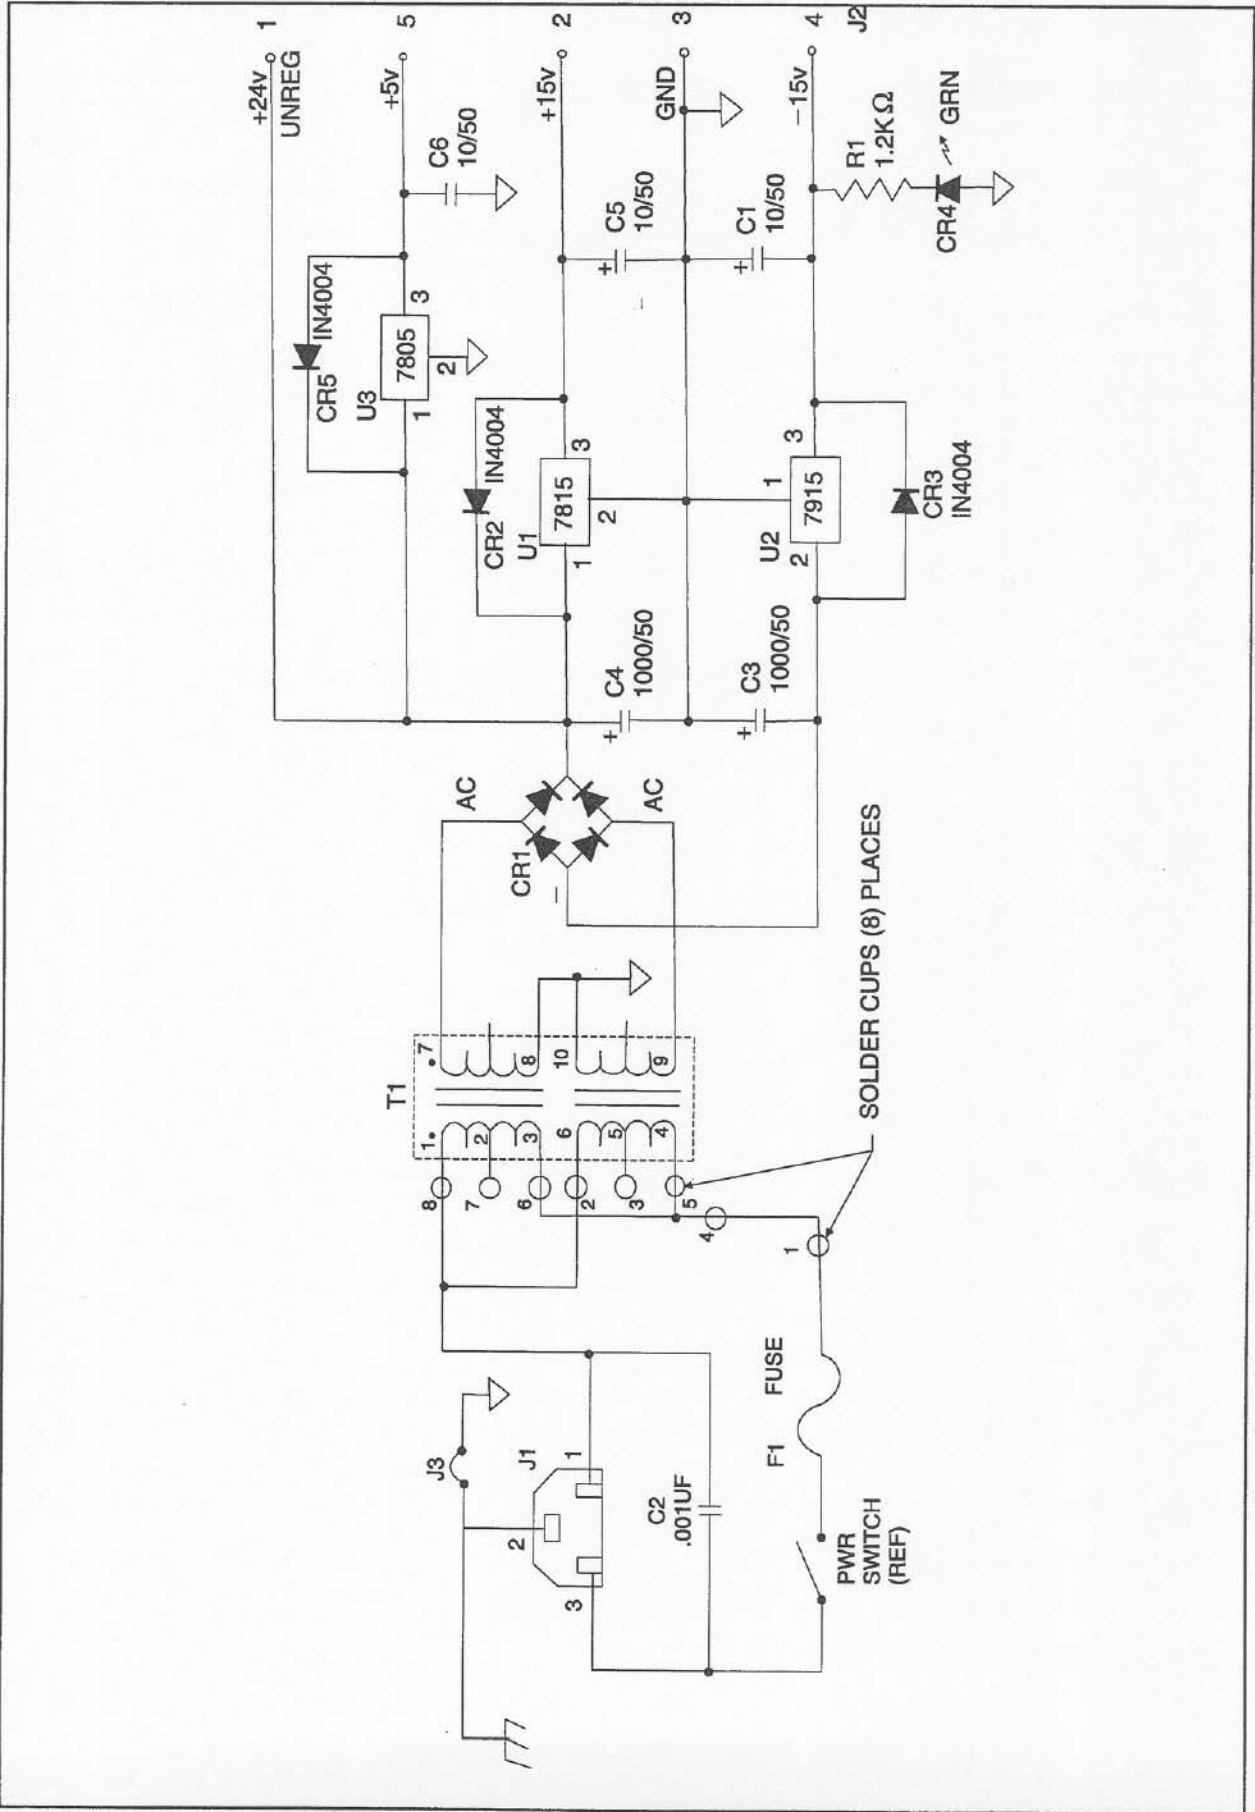 +24v 1
UNREG
+5v 5
+15v 2
GND 3
−15v 4
J2
C6
10/50
IN4004
CR5
U3
7805
1
3
2
IN4004
CR2
U1
7815
1
3
2
C5
10/50
+
C1
10/50
+
R1
1.2KΩ
CR4
GRN
U2
7915
1
3
2
CR3
IN4004
C4
1000/50
+
C3
1000/50
+
AC
AC
CR1
−
T1
1
2
3
6
5
4
7
8
10
9
8
7
6
2
3
5
4
1
SOLDER CUPS (8) PLACES
J3
J1
1
2
3
C2
.001UF
F1 FUSE
PWR
SWITCH
(REF)